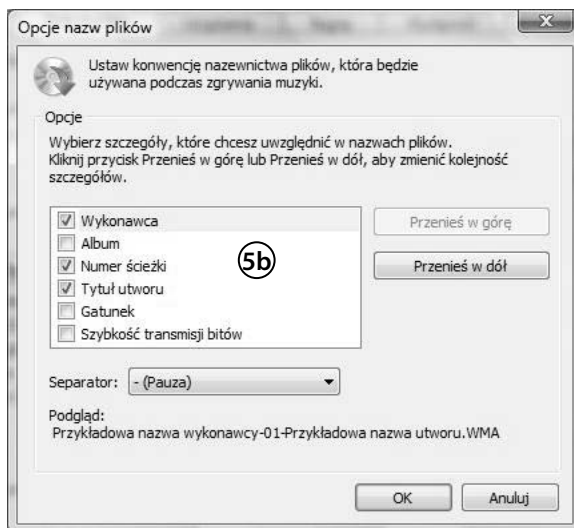 Opcje nazw plików
Ustaw konwencję nazewnictwa plików, która będzie
używana podczas zgrywania muzyki.
Opcje
Wybierz szczegóły, które chcesz uwzględnić w nazwach plików.
Kliknij przycisk Przenieś w górę lub Przenieś w dół, aby zmienić kolejność
szczegółów.
Wykonawca
Album
Numer ścieżki
Tytuł utworu
Gatunek
Szybkość transmisji bitów
5b
Przenieś w górę
Przenieś w dół
Separator: - (Pauza)
Podgląd:
Przykładowa nazwa wykonawcy-01-Przykładowa nazwa utworu.WMA
OK Anuluj